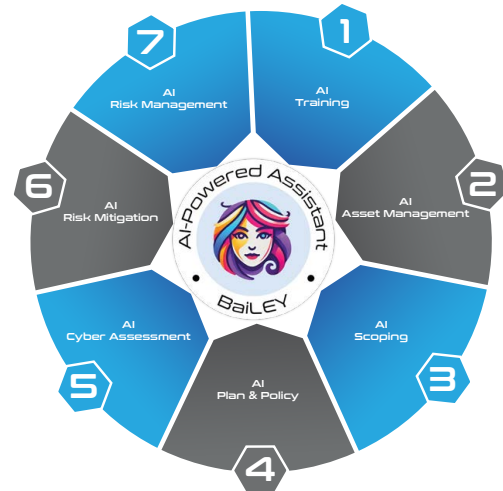 1
AI
Training
2
AI
Asset Management
3
AI
Scoping
4
AI
Plan & Policy
5
AI
Cyber Assessment
6
AI
Risk Mitigation
7
AI
Risk Management
AI-Powered Assistant
BaiLEY